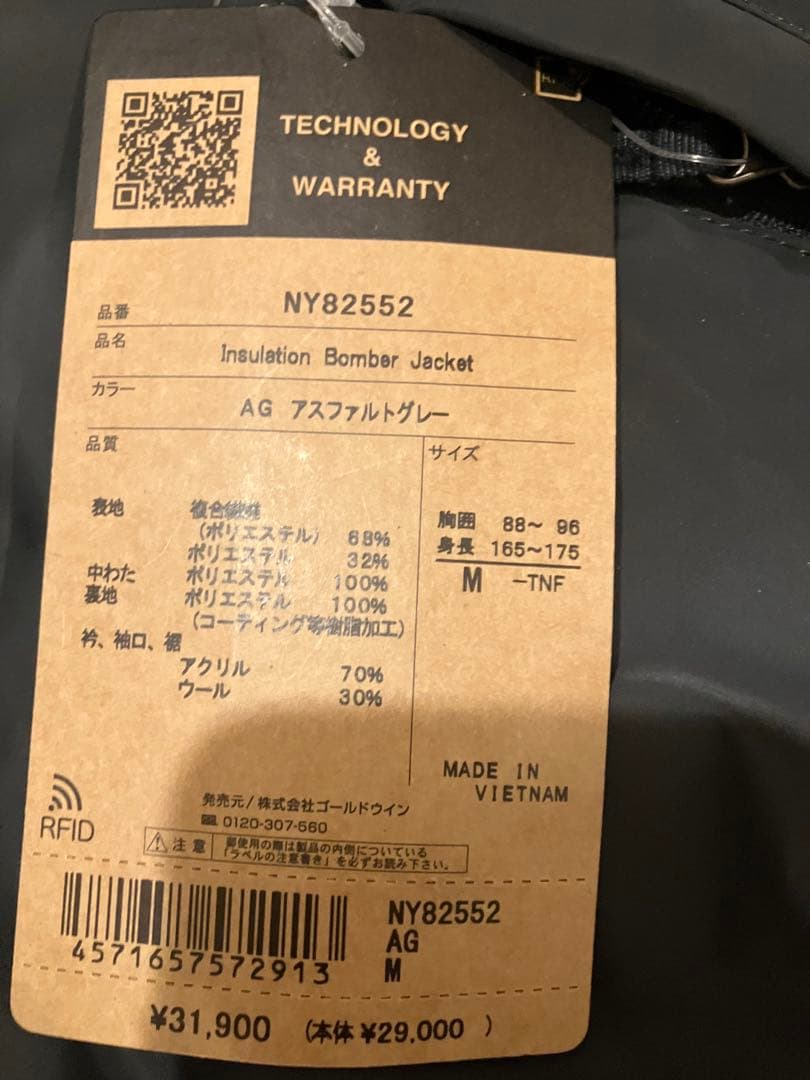 TECHNOLOGY
&
WARRANTY
品番 NY82552
品名 Insulation Bomber Jacket
カラー AG アスファルトグレー
品質
表地 複合繊維
(ポリエステル) 68%
ポリエステル 32%
中わた ポリエステル 100%
裏地 ポリエステル 100%
(コーティング等樹脂加工)
衿、袖口、裾
アクリル 70%
ウール 30%
サイズ
胸囲 88～ 96
身長 165～175
M -TNF
MADE IN
VIETNAM
RFID
発売元/株式会社ゴールドウイン
0120-307-560
注意 御使用の際は製品の内側についている
「ラベルの注意書き」を必ずお読み下さい。
4571657572913
NY82552
AG
M
¥31,900 (本体 ¥29,000 )